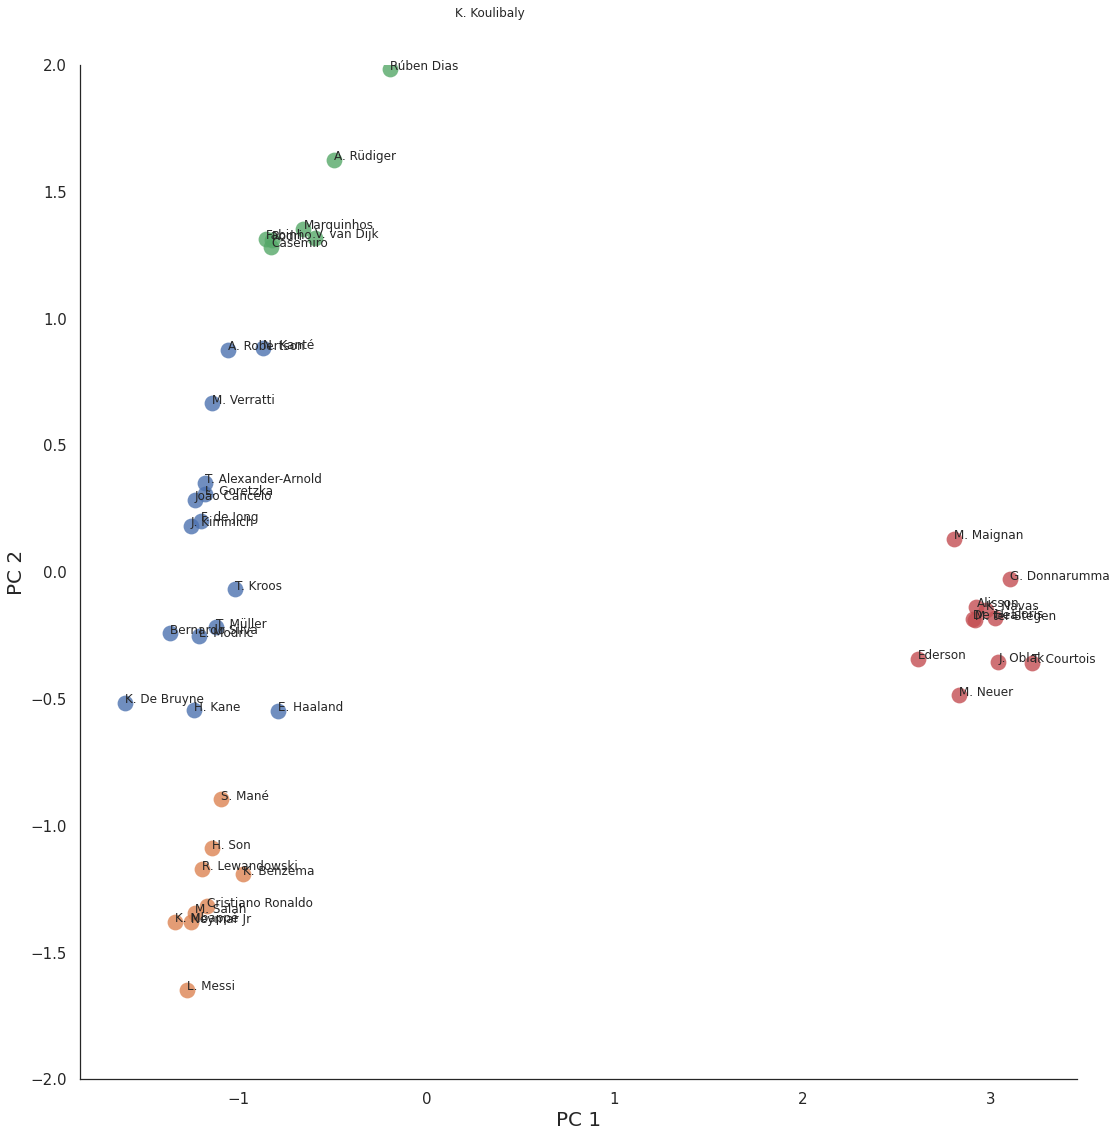 K. Koulibaly
2.0
Rúben Dias
A. Rüdiger
1.5
Marquinhos
V. van Dijk
Fabinho
Casemiro
1.0
A. Robertson
N. Kanté
M. Verratti
0.5
T. Alexander-Arnold
L. Goretzka
João Cancelo
F. de Jong
J. Kimmich
M. Maignan
0.0
G. Donnarumma
T. Kroos
Alisson
K. Navas
M. ter Stegen
T. Müller
Bernardo Silva
L. Modrić
Ederson
J. Oblak
T. Courtois
M. Neuer
−0.5
K. De Bruyne
H. Kane
E. Haaland
S. Mané
−1.0
H. Son
R. Lewandowski
K. Benzema
Cristiano Ronaldo
M. Salah
K. Mbappé
Neymar Jr
−1.5
L. Messi
−2.0
−1
0
1
2
3
PC 1
PC 2